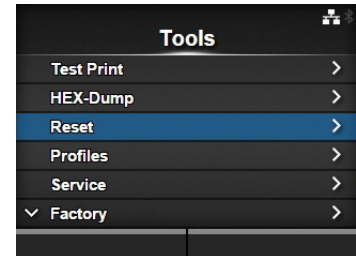 Tools
Test Print
HEX-Dump
Reset
Profiles
Service
Factory